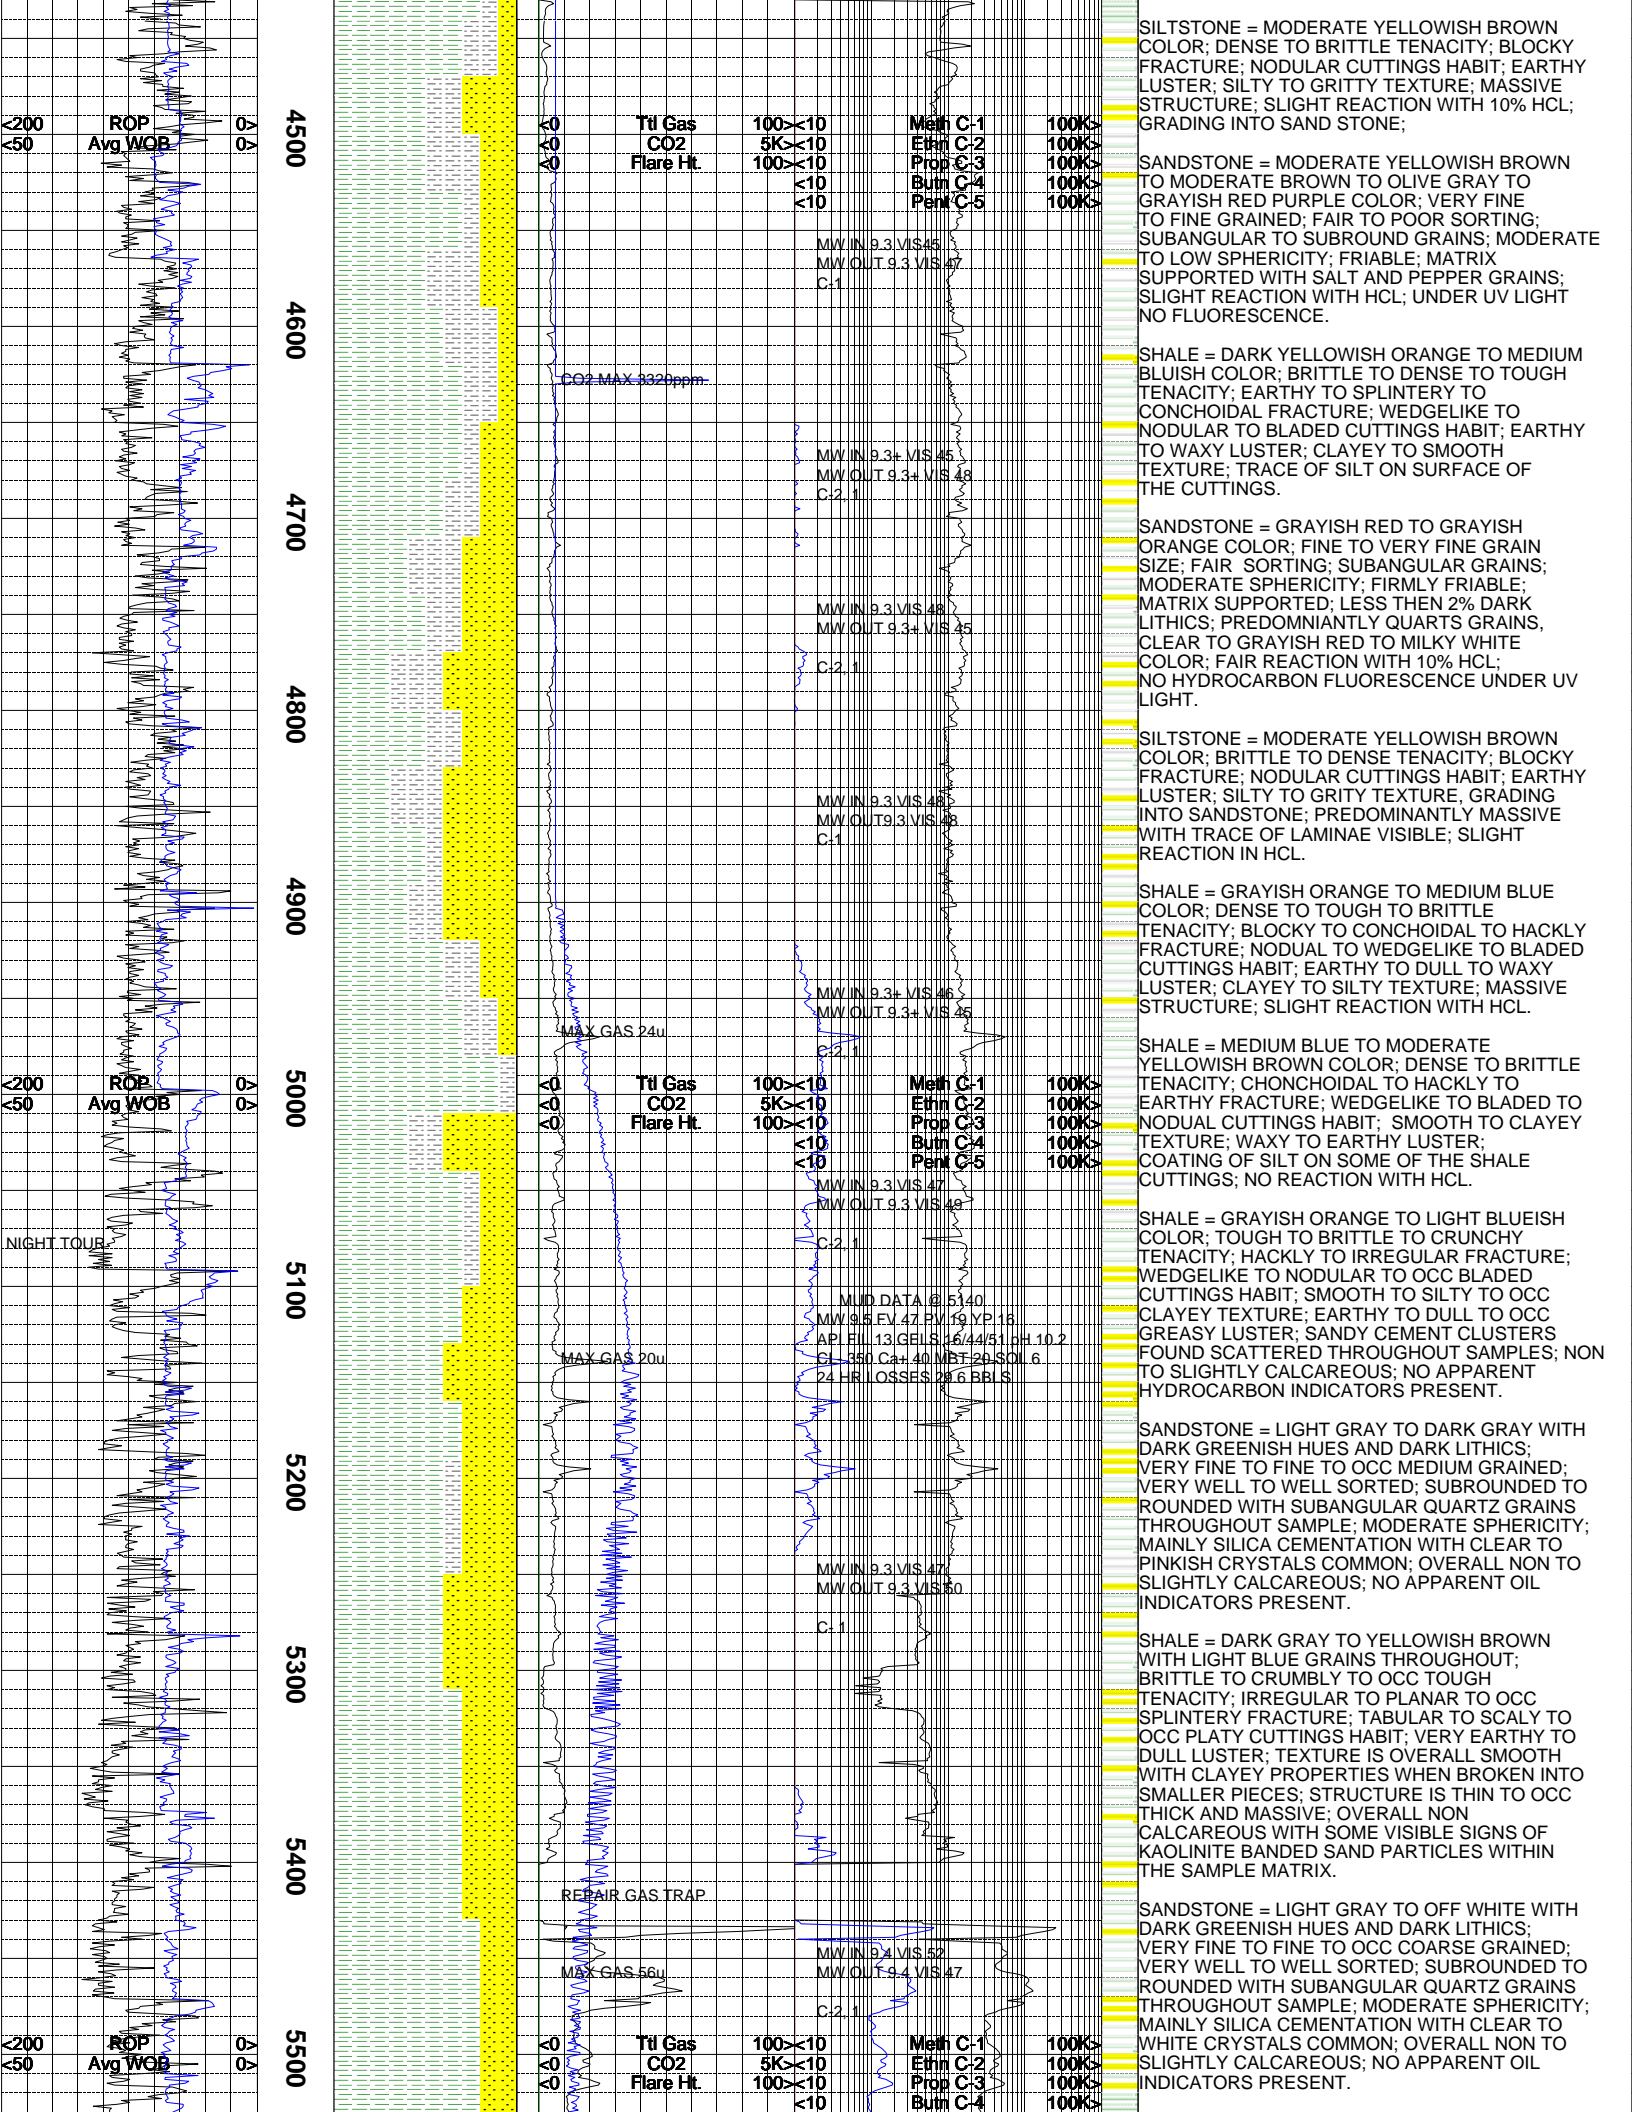 <200 ROP 0>
<50 Avg WOB 0>
4500
4600
4700
4800
4900
<200 ROP 0>
<50 Avg WOB 0>
5000
NIGHT TOUR
5100
5200
5300
5400
<200 ROP 0>
<50 Avg WOB 0>
5500
<0 Ttl Gas 100>
<0 CO2 5K>
<0 Flare Ht. 100>
CO2 MAX 3320ppm
MAX GAS 24u
<0 Ttl Gas 100>
<0 CO2 5K>
<0 Flare Ht. 100>
MAX GAS 20u
REPAIR GAS TRAP
MAX GAS 56u
<0 Ttl Gas 100>
<0 CO2 5K>
<0 Flare Ht. 100>
<10 Meth C-1 100K>
<10 Ethn C-2 100K>
<10 Prop C-3 100K>
<10 Butn C-4 100K>
<10 Pent C-5 100K>
MW IN 9.3 VIS45
MW OUT 9.3 VIS 47
C-1
MW IN 9.3+ VIS 45
MW OUT 9.3+ VIS 48
C-2, 1
MW IN 9.3 VIS 48
MW OUT 9.3+ VIS 45
C-2, 1
MW IN 9.3 VIS 48
MW OUT9.3 VIS 48
C-1
MW IN 9.3+ VIS 46
MW OUT 9.3+ VIS 45
C-2, 1
<10 Meth C-1 100K>
<10 Ethn C-2 100K>
<10 Prop C-3 100K>
<10 Butn C-4 100K>
<10 Pent C-5 100K>
MW IN 9.3 VIS 47
MW OUT 9.3 VIS 49
C-2, 1
MUD DATA @ 5140
MW 9.5 FV 47 PV 19 YP 16
API FIL 13 GELS 16/44/51 pH 10.2
CL- 350 Ca+ 40 MBT 20 SOL 6
24 HR LOSSES 29.6 BBLS
MW IN 9.3 VIS 47
MW OUT 9.3 VIS 50
C- 1
MW IN 9.4 VIS 52
MW OUT 9.4 VIS 47
C-2, 1
<10 Meth C-1 100K>
<10 Ethn C-2 100K>
<10 Prop C-3 100K>
<10 Butn C-4 100K>
SILTSTONE = MODERATE YELLOWISH BROWN
COLOR; DENSE TO BRITTLE TENACITY; BLOCKY
FRACTURE; NODULAR CUTTINGS HABIT; EARTHY
LUSTER; SILTY TO GRITTY TEXTURE; MASSIVE
STRUCTURE; SLIGHT REACTION WITH 10% HCL;
GRADING INTO SAND STONE;
SANDSTONE = MODERATE YELLOWISH BROWN
TO MODERATE BROWN TO OLIVE GRAY TO
GRAYISH RED PURPLE COLOR; VERY FINE
TO FINE GRAINED; FAIR TO POOR SORTING;
SUBANGULAR TO SUBROUND GRAINS; MODERATE
TO LOW SPHERICITY; FRIABLE; MATRIX
SUPPORTED WITH SALT AND PEPPER GRAINS;
SLIGHT REACTION WITH HCL; UNDER UV LIGHT
NO FLUORESCENCE.
SHALE = DARK YELLOWISH ORANGE TO MEDIUM
BLUISH COLOR; BRITTLE TO DENSE TO TOUGH
TENACITY; EARTHY TO SPLINTERY TO
CONCHOIDAL FRACTURE; WEDGELIKE TO
NODULAR TO BLADED CUTTINGS HABIT; EARTHY
TO WAXY LUSTER; CLAYEY TO SMOOTH
TEXTURE; TRACE OF SILT ON SURFACE OF
THE CUTTINGS.
SANDSTONE = GRAYISH RED TO GRAYISH
ORANGE COLOR; FINE TO VERY FINE GRAIN
SIZE; FAIR SORTING; SUBANGULAR GRAINS;
MODERATE SPHERICITY; FIRMLY FRIABLE;
MATRIX SUPPORTED; LESS THEN 2% DARK
LITHICS; PREDOMNIANTLY QUARTS GRAINS,
CLEAR TO GRAYISH RED TO MILKY WHITE
COLOR; FAIR REACTION WITH 10% HCL;
NO HYDROCARBON FLUORESCENCE UNDER UV
LIGHT.
SILTSTONE = MODERATE YELLOWISH BROWN
COLOR; BRITTLE TO DENSE TENACITY; BLOCKY
FRACTURE; NODULAR CUTTINGS HABIT; EARTHY
LUSTER; SILTY TO GRITY TEXTURE, GRADING
INTO SANDSTONE; PREDOMINANTLY MASSIVE
WITH TRACE OF LAMINAE VISIBLE; SLIGHT
REACTION IN HCL.
SHALE = GRAYISH ORANGE TO MEDIUM BLUE
COLOR; DENSE TO TOUGH TO BRITTLE
TENACITY; BLOCKY TO CONCHOIDAL TO HACKLY
FRACTURE; NODUAL TO WEDGELIKE TO BLADED
CUTTINGS HABIT; EARTHY TO DULL TO WAXY
LUSTER; CLAYEY TO SILTY TEXTURE; MASSIVE
STRUCTURE; SLIGHT REACTION WITH HCL.
SHALE = MEDIUM BLUE TO MODERATE
YELLOWISH BROWN COLOR; DENSE TO BRITTLE
TENACITY; CHONCHOIDAL TO HACKLY TO
EARTHY FRACTURE; WEDGELIKE TO BLADED TO
NODUAL CUTTINGS HABIT; SMOOTH TO CLAYEY
TEXTURE; WAXY TO EARTHY LUSTER;
COATING OF SILT ON SOME OF THE SHALE
CUTTINGS; NO REACTION WITH HCL.
SHALE = GRAYISH ORANGE TO LIGHT BLUEISH
COLOR; TOUGH TO BRITTLE TO CRUNCHY
TENACITY; HACKLY TO IRREGULAR FRACTURE;
WEDGELIKE TO NODULAR TO OCC BLADED
CUTTINGS HABIT; SMOOTH TO SILTY TO OCC
CLAYEY TEXTURE; EARTHY TO DULL TO OCC
GREASY LUSTER; SANDY CEMENT CLUSTERS
FOUND SCATTERED THROUGHOUT SAMPLES; NON
TO SLIGHTLY CALCAREOUS; NO APPARENT
HYDROCARBON INDICATORS PRESENT.
SANDSTONE = LIGHT GRAY TO DARK GRAY WITH
DARK GREENISH HUES AND DARK LITHICS;
VERY FINE TO FINE TO OCC MEDIUM GRAINED;
VERY WELL TO WELL SORTED; SUBROUNDED TO
ROUNDED WITH SUBANGULAR QUARTZ GRAINS
THROUGHOUT SAMPLE; MODERATE SPHERICITY;
MAINLY SILICA CEMENTATION WITH CLEAR TO
PINKISH CRYSTALS COMMON; OVERALL NON TO
SLIGHTLY CALCAREOUS; NO APPARENT OIL
INDICATORS PRESENT.
SHALE = DARK GRAY TO YELLOWISH BROWN
WITH LIGHT BLUE GRAINS THROUGHOUT;
BRITTLE TO CRUMBLY TO OCC TOUGH
TENACITY; IRREGULAR TO PLANAR TO OCC
SPLINTERY FRACTURE; TABULAR TO SCALY TO
OCC PLATY CUTTINGS HABIT; VERY EARTHY TO
DULL LUSTER; TEXTURE IS OVERALL SMOOTH
WITH CLAYEY PROPERTIES WHEN BROKEN INTO
SMALLER PIECES; STRUCTURE IS THIN TO OCC
THICK AND MASSIVE; OVERALL NON
CALCAREOUS WITH SOME VISIBLE SIGNS OF
KAOLINITE BANDED SAND PARTICLES WITHIN
THE SAMPLE MATRIX.
SANDSTONE = LIGHT GRAY TO OFF WHITE WITH
DARK GREENISH HUES AND DARK LITHICS;
VERY FINE TO FINE TO OCC COARSE GRAINED;
VERY WELL TO WELL SORTED; SUBROUNDED TO
ROUNDED WITH SUBANGULAR QUARTZ GRAINS
THROUGHOUT SAMPLE; MODERATE SPHERICITY;
MAINLY SILICA CEMENTATION WITH CLEAR TO
WHITE CRYSTALS COMMON; OVERALL NON TO
SLIGHTLY CALCAREOUS; NO APPARENT OIL
INDICATORS PRESENT.